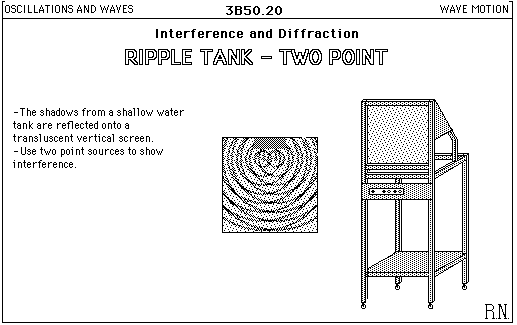 OSCILLATIONS AND WAVES
3B50.20
WAVE MOTION
Interference and Diffraction
RIPPLE TANK - TWO POINT
-The shadows from a shallow water
tank are reflected onto a
transluscent vertical screen.
-Use two point sources to show
interference.
R.N.